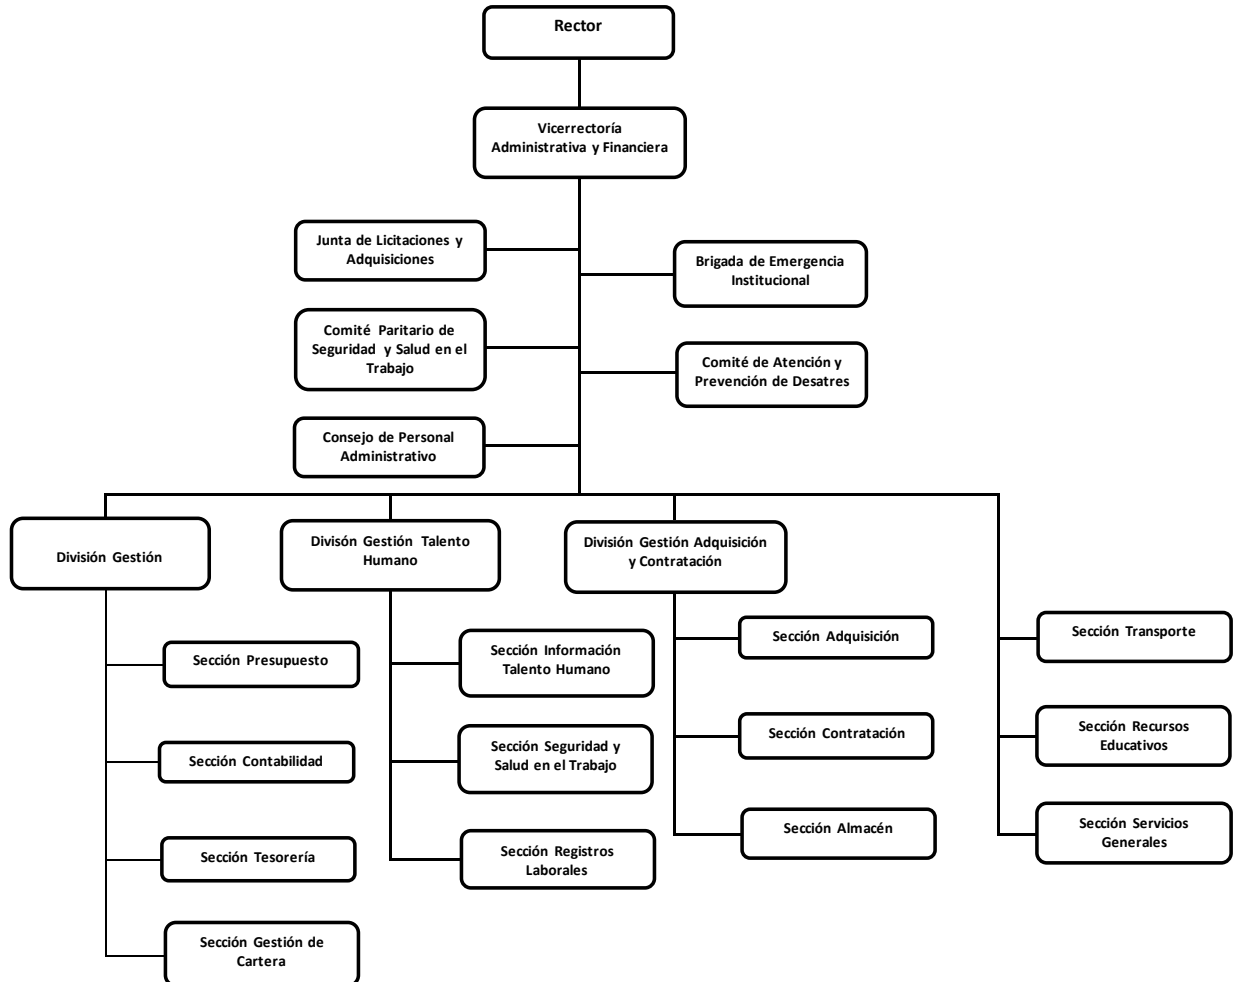 Rector
Vicerrectoría
Administrativa y Financiera
Junta de Licitaciones y
Adquisiciones
Brigada de Emergencia
Institucional
Comité Paritario de
Seguridad y Salud en el
Trabajo
Comité de Atención y
Prevención de Desatres
Consejo de Personal
Administrativo
División Gestión
Divisón Gestión Talento
Humano
División Gestión Adquisición
y Contratación
Sección Presupuesto
Sección Contabilidad
Sección Tesorería
Sección Gestión de
Cartera
Sección Información
Talento Humano
Sección Seguridad y
Salud en el Trabajo
Sección Registros
Laborales
Sección Adquisición
Sección Contratación
Sección Almacén
Sección Transporte
Sección Recursos
Educativos
Sección Servicios
Generales